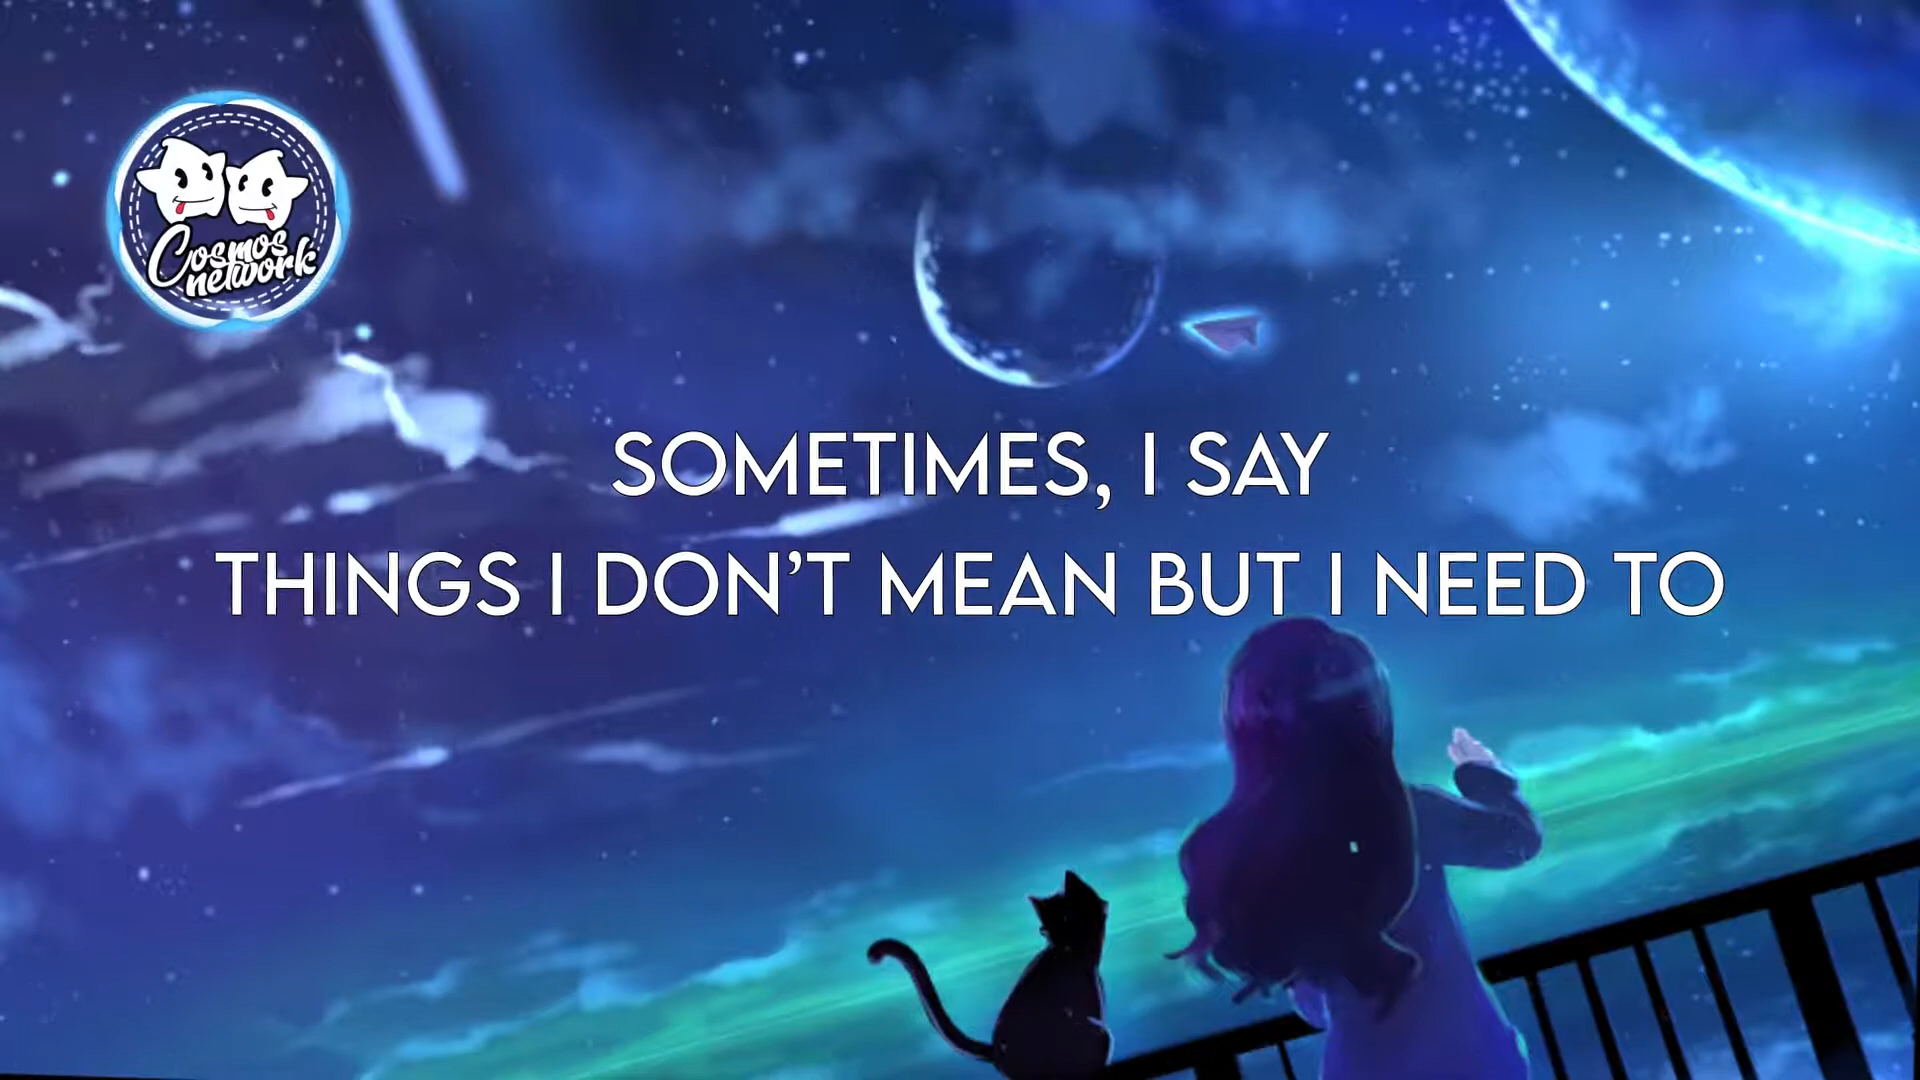 Cosmos
network
SOMETIMES, I SAY
THINGS I DON’T MEAN BUT I NEED TO